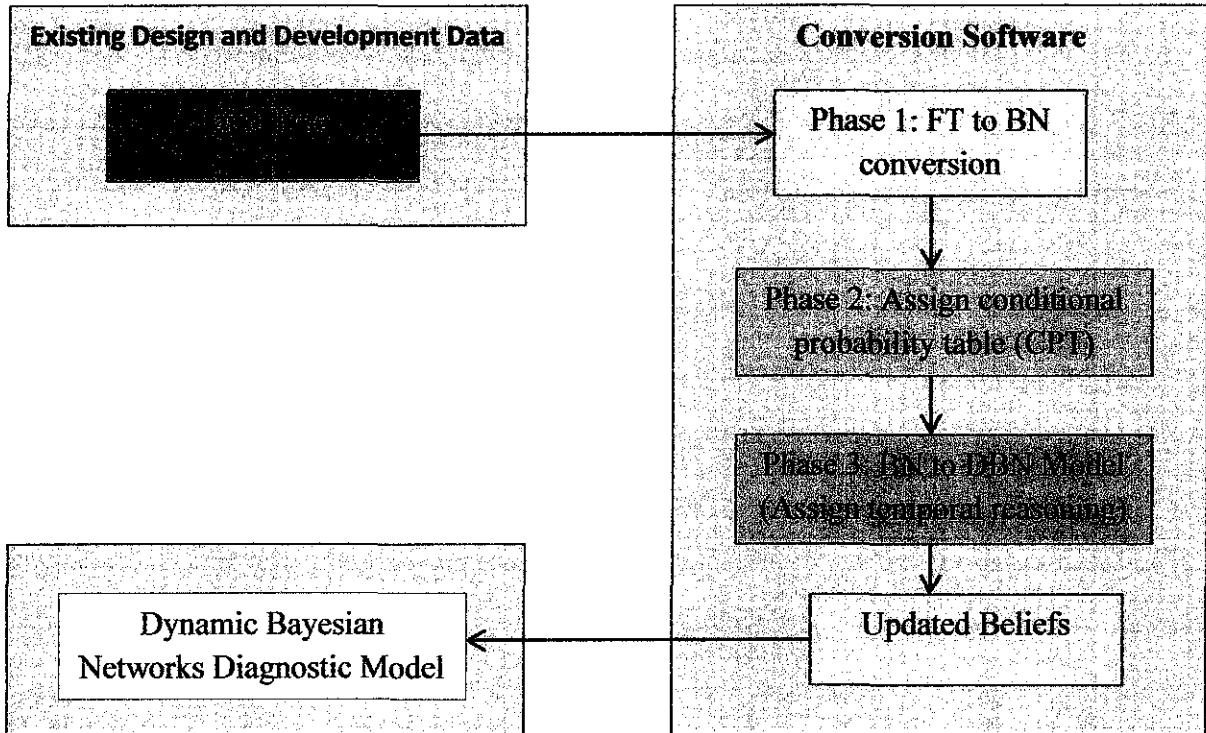 Existing Design and Development Data
Conversion Software
Phase 1: FT to BN
conversion
Phase 2: Assign conditional
probability table (CPT)
Phase 3: BN to DBN Model
(Assign temporal reasoning)
Updated Beliefs
Dynamic Bayesian
Networks Diagnostic Model